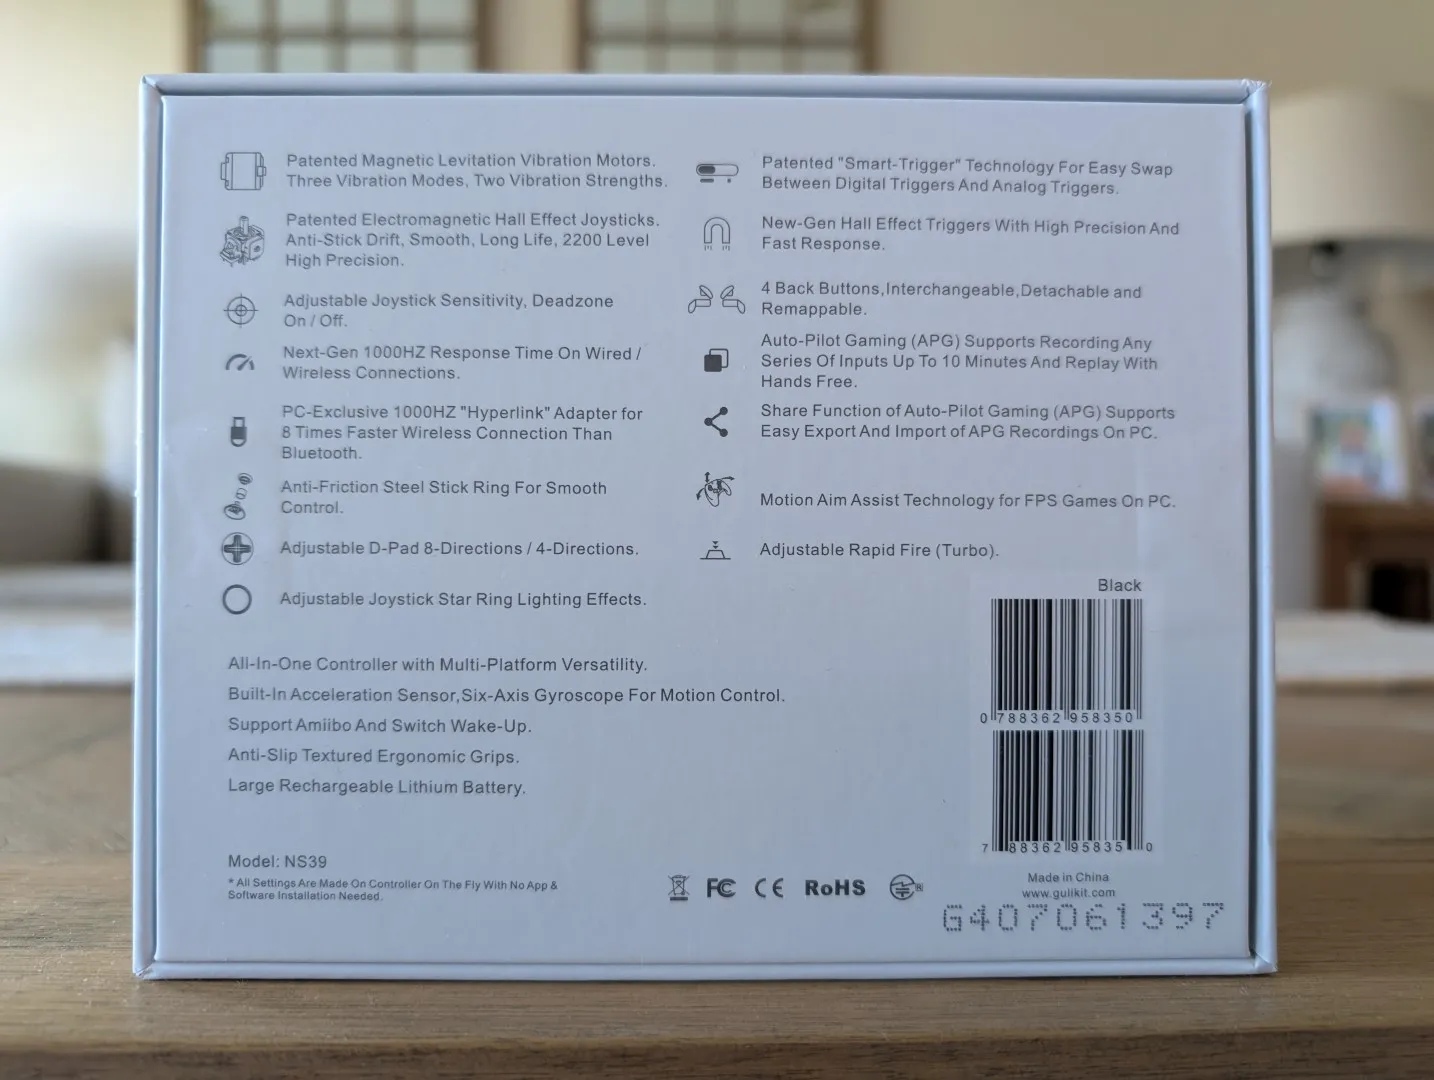 Patented Magnetic Levitation Vibration Motors.
Three Vibration Modes, Two Vibration Strengths.
Patented Electromagnetic Hall Effect Joysticks.
Anti-Stick Drift, Smooth, Long Life, 2200 Level
High Precision.
Adjustable Joystick Sensitivity, Deadzone
On / Off.
Next-Gen 1000HZ Response Time On Wired /
Wireless Connections.
PC-Exclusive 1000HZ "Hyperlink" Adapter for
8 Times Faster Wireless Connection Than
Bluetooth.
Anti-Friction Steel Stick Ring For Smooth
Control.
Adjustable D-Pad 8-Directions / 4-Directions.
Adjustable Joystick Star Ring Lighting Effects.
Patented "Smart-Trigger" Technology For Easy Swap
Between Digital Triggers And Analog Triggers.
New-Gen Hall Effect Triggers With High Precision And
Fast Response.
4 Back Buttons,Interchangeable,Detachable and
Remappable.
Auto-Pilot Gaming (APG) Supports Recording Any
Series Of Inputs Up To 10 Minutes And Replay With
Hands Free.
Share Function of Auto-Pilot Gaming (APG) Supports
Easy Export And Import of APG Recordings On PC.
Motion Aim Assist Technology for FPS Games On PC.
Adjustable Rapid Fire (Turbo).
All-In-One Controller with Multi-Platform Versatility.
Built-In Acceleration Sensor,Six-Axis Gyroscope For Motion Control.
Support Amiibo And Switch Wake-Up.
Anti-Slip Textured Ergonomic Grips.
Large Rechargeable Lithium Battery.
Black
0 788362 958350
7 88362 95835 0
Model: NS39
* All Settings Are Made On Controller On The Fly With No App &
Software Installation Needed.
FC CE RoHS
Made in China
www.gulikit.com
G407061397